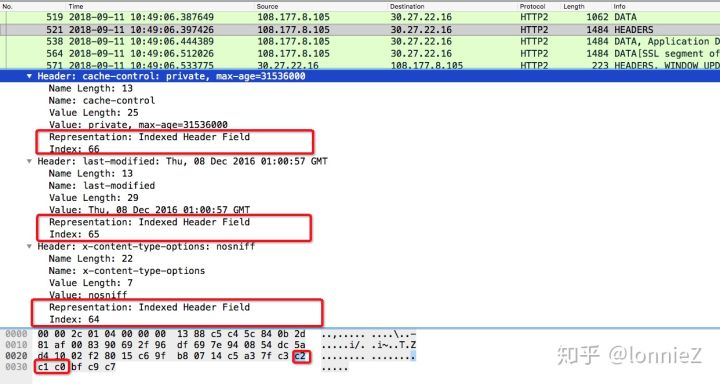 No. Time Source Destination Protocol Length Info
519 2018-09-11 10:49:06.387649 108.177.8.105 30.27.22.16 HTTP2 1062 DATA
521 2018-09-11 10:49:06.397426 108.177.8.105 30.27.22.16 HTTP2 1484 HEADERS
538 2018-09-11 10:49:06.444389 108.177.8.105 30.27.22.16 HTTP2 1484 DATA, Application D
564 2018-09-11 10:49:06.512026 108.177.8.105 30.27.22.16 HTTP2 1484 DATA[SSL segment of
571 2018-09-11 10:49:06.533775 30.27.22.16 108.177.8.105 HTTP2 223 HEADERS, WINDOW UPD
Header: cache-control: private, max-age=31536000
Name Length: 13
Name: cache-control
Value Length: 25
Value: private, max-age=31536000
Representation: Indexed Header Field
Index: 66
Header: last-modified: Thu, 08 Dec 2016 01:00:57 GMT
Name Length: 13
Name: last-modified
Value Length: 29
Value: Thu, 08 Dec 2016 01:00:57 GMT
Representation: Indexed Header Field
Index: 65
Header: x-content-type-options: nosniff
Name Length: 22
Name: x-content-type-options
Value Length: 7
Value: nosniff
Representation: Indexed Header Field
Index: 64
0000 00 00 2c 01 04 00 00 00 13 88 c5 c4 5c 84 0b 2d ..,..... ....\..-
0010 81 af 00 83 90 69 2f 96 df 69 7e 94 08 54 dc 5a .....i/. .i~..T.Z
0020 d4 10 02 f2 80 15 c6 9f b8 07 14 c5 a3 7f c3 c2 ........ ........
0030 c1 c0 bf c9 c7 .....
知乎 @lonnieZ